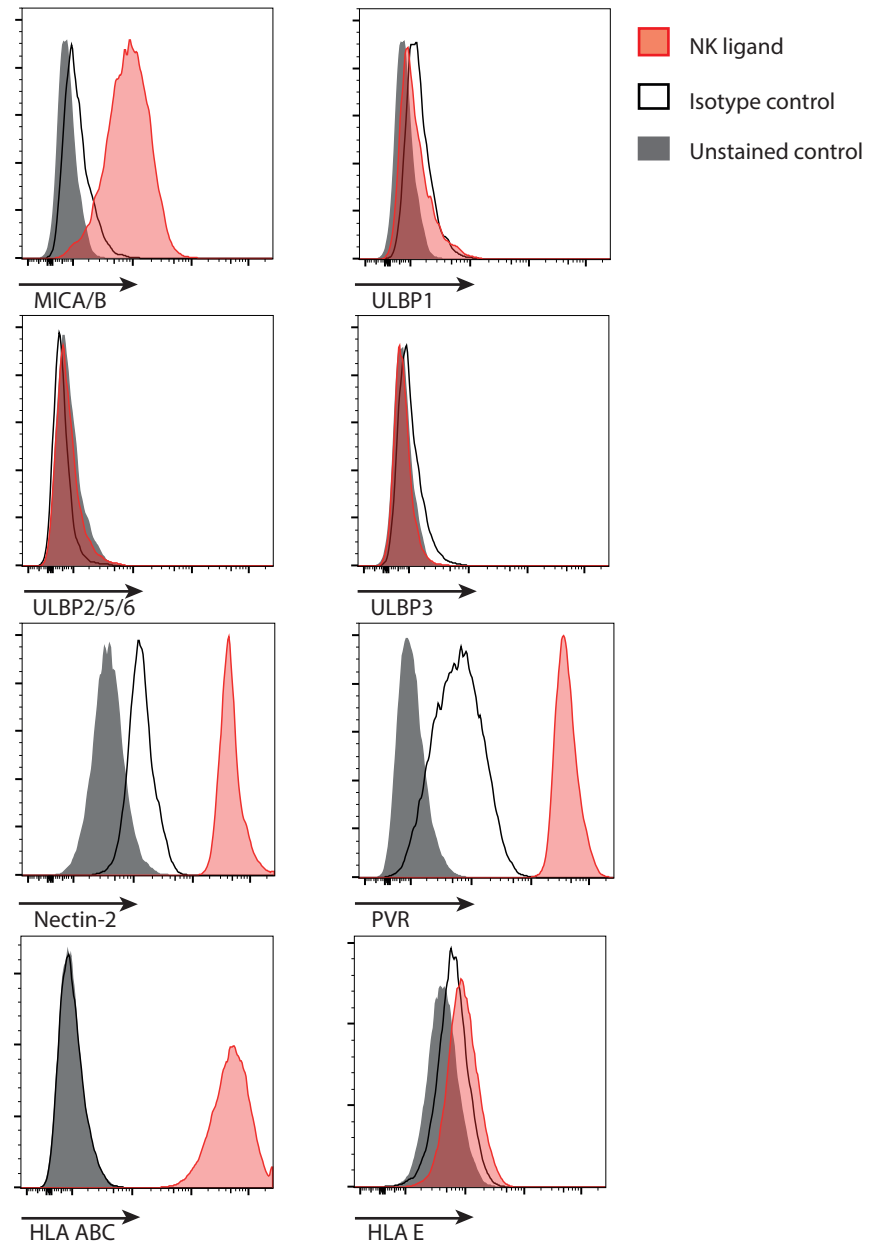 NK ligand
Isotype control
Unstained control
MICA/B
ULBP1
ULBP2/5/6
ULBP3
Nectin-2
PVR
HLA ABC
HLA E